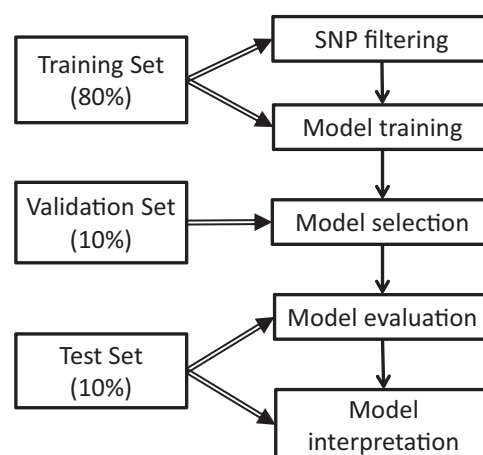 Training Set
(80%)
SNP filtering
Model training
Validation Set
(10%)
Model selection
Test Set
(10%)
Model evaluation
Model
interpretation